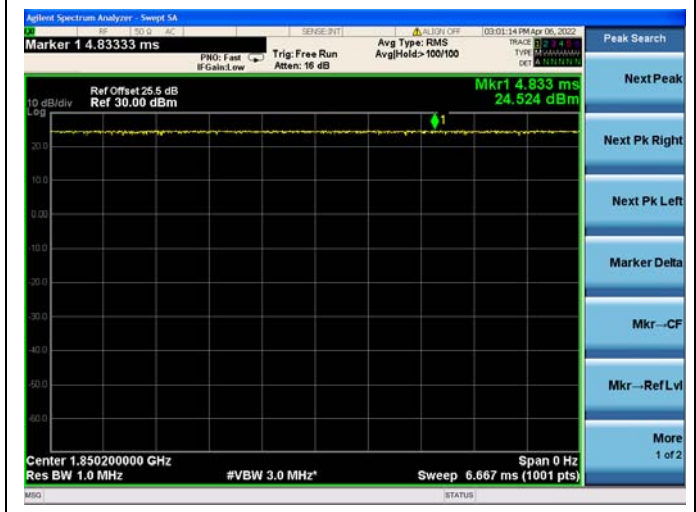 Agilent Spectrum Analyzer - Swept SA
RF 50 Ω AC SENSE:INT ALIGN OFF 03:01:14 PM Apr 06, 2022
Marker 1 4.83333 ms
PNO: Fast
IFGain:Low
Trig: Free Run
Atten: 16 dB
Avg Type: RMS
Avg|Hold:>100/100
TRACE 1 2 3 4 5 6
TYPE
DET A N N N N N
Peak Search
Next Peak
Next Pk Right
Next Pk Left
Marker Delta
Mkr→CF
Mkr→RefLvl
More
1 of 2
Ref Offset 25.5 dB
10 dB/div Ref 30.00 dBm
Log
Mkr1 4.833 ms
24.524 dBm
1
20.0
10.0
0.00
-10.0
-20.0
-30.0
-40.0
-50.0
-60.0
Center 1.850200000 GHz Span 0 Hz
Res BW 1.0 MHz #VBW 3.0 MHz* Sweep 6.667 ms (1001 pts)
MSG STATUS